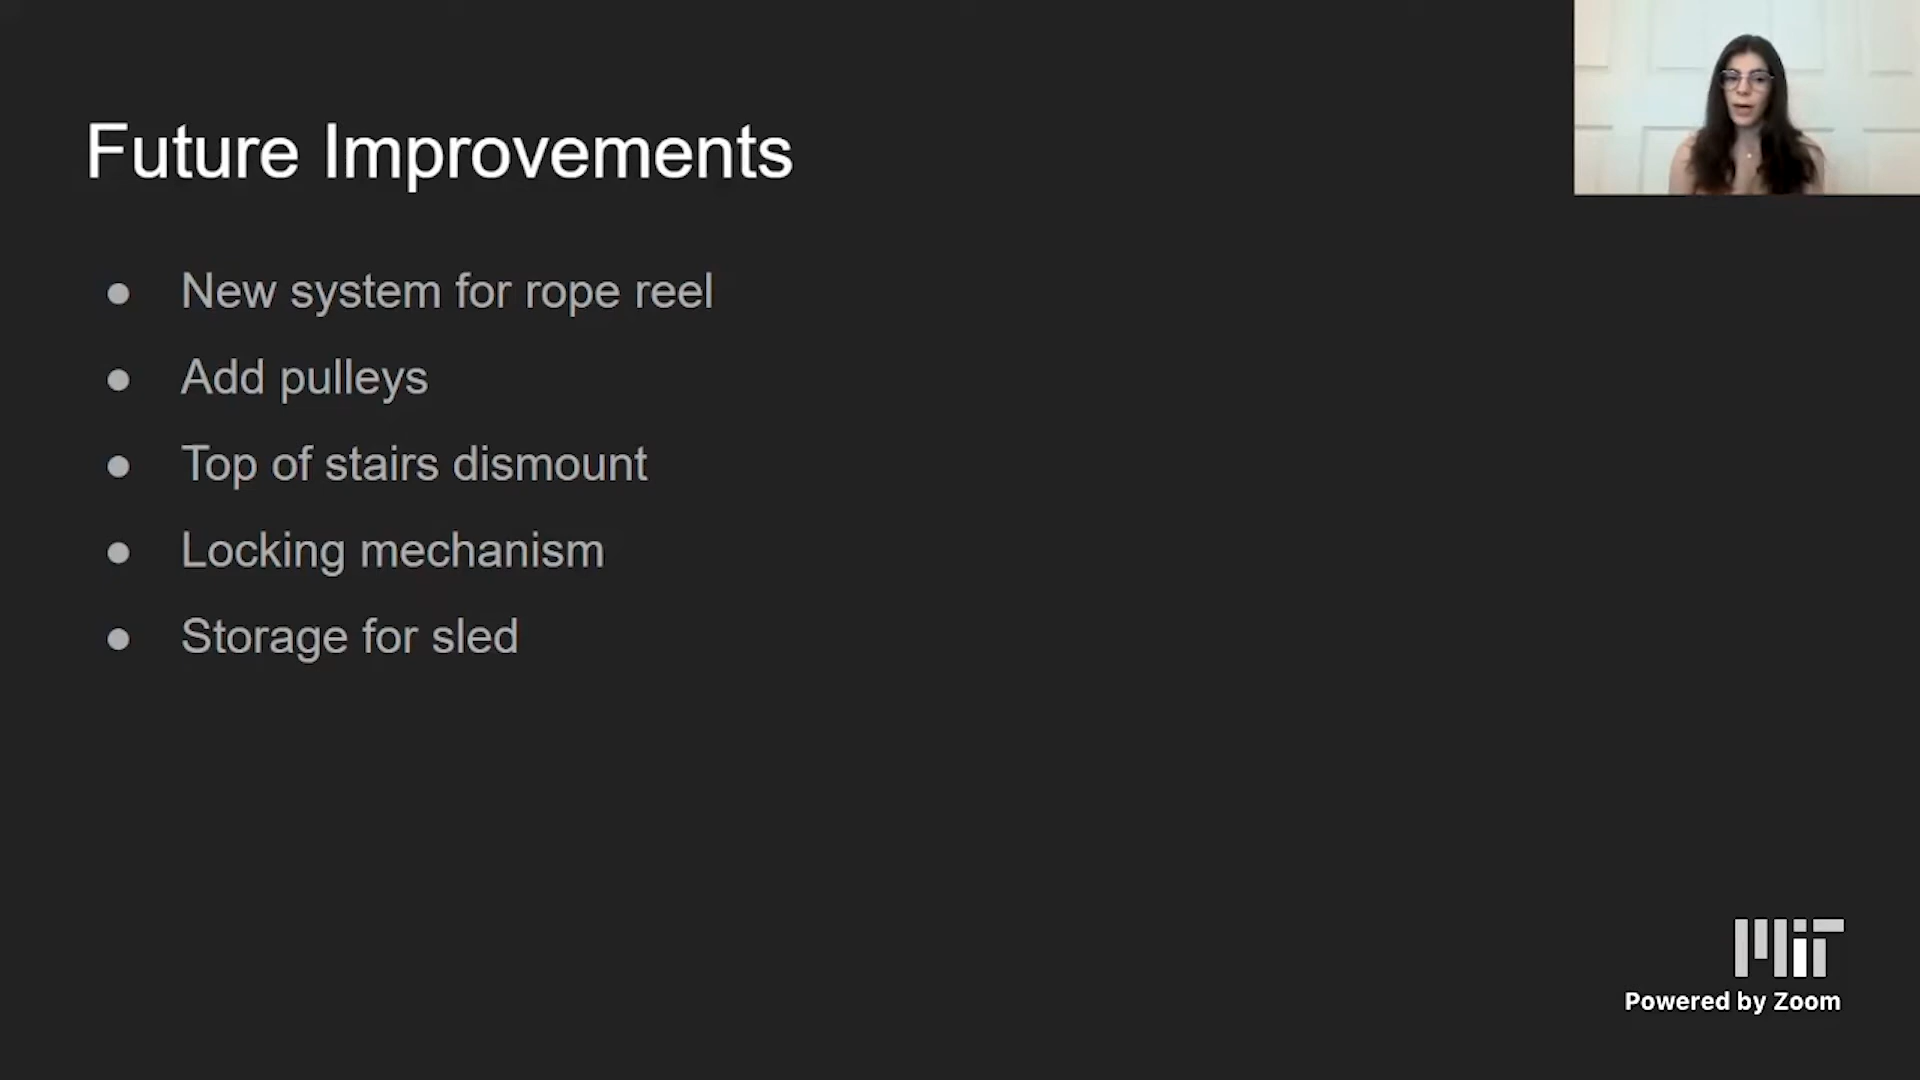 Future Improvements
● New system for rope reel
● Add pulleys
● Top of stairs dismount
● Locking mechanism
● Storage for sled
MIT
Powered by Zoom